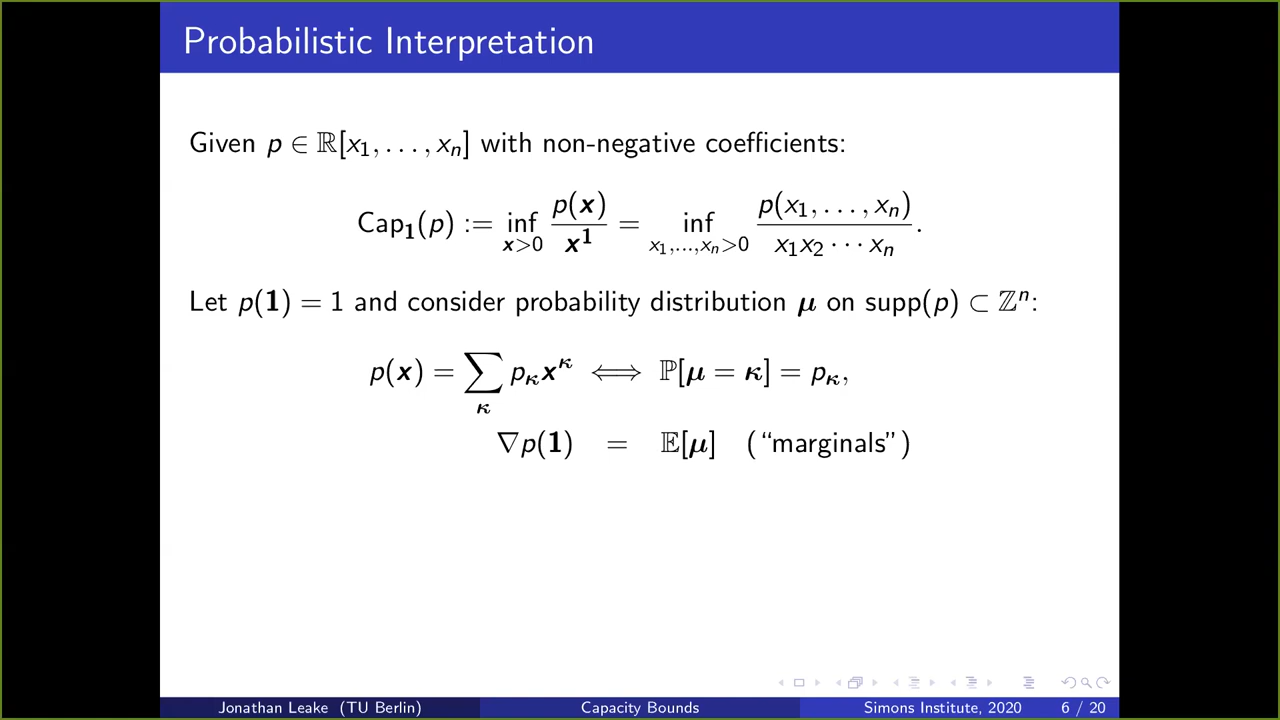 Probabilistic Interpretation
Given p ∈ ℝ[x₁, . . . , xₙ] with non-negative coefficients:
Cap₁(p) := inf_{x>0} p(x)/x¹ = inf_{x₁,...,xₙ>0} p(x₁, . . . , xₙ)/x₁x₂ · · · xₙ.
Let p(1) = 1 and consider probability distribution μ on supp(p) ⊂ ℤⁿ:
p(x) = ∑_κ p_κ x^κ ⟺ ℙ[μ = κ] = p_κ,
∇p(1) = 𝔼[μ] (“marginals”)
Jonathan Leake (TU Berlin) Capacity Bounds Simons Institute, 2020 6 / 20